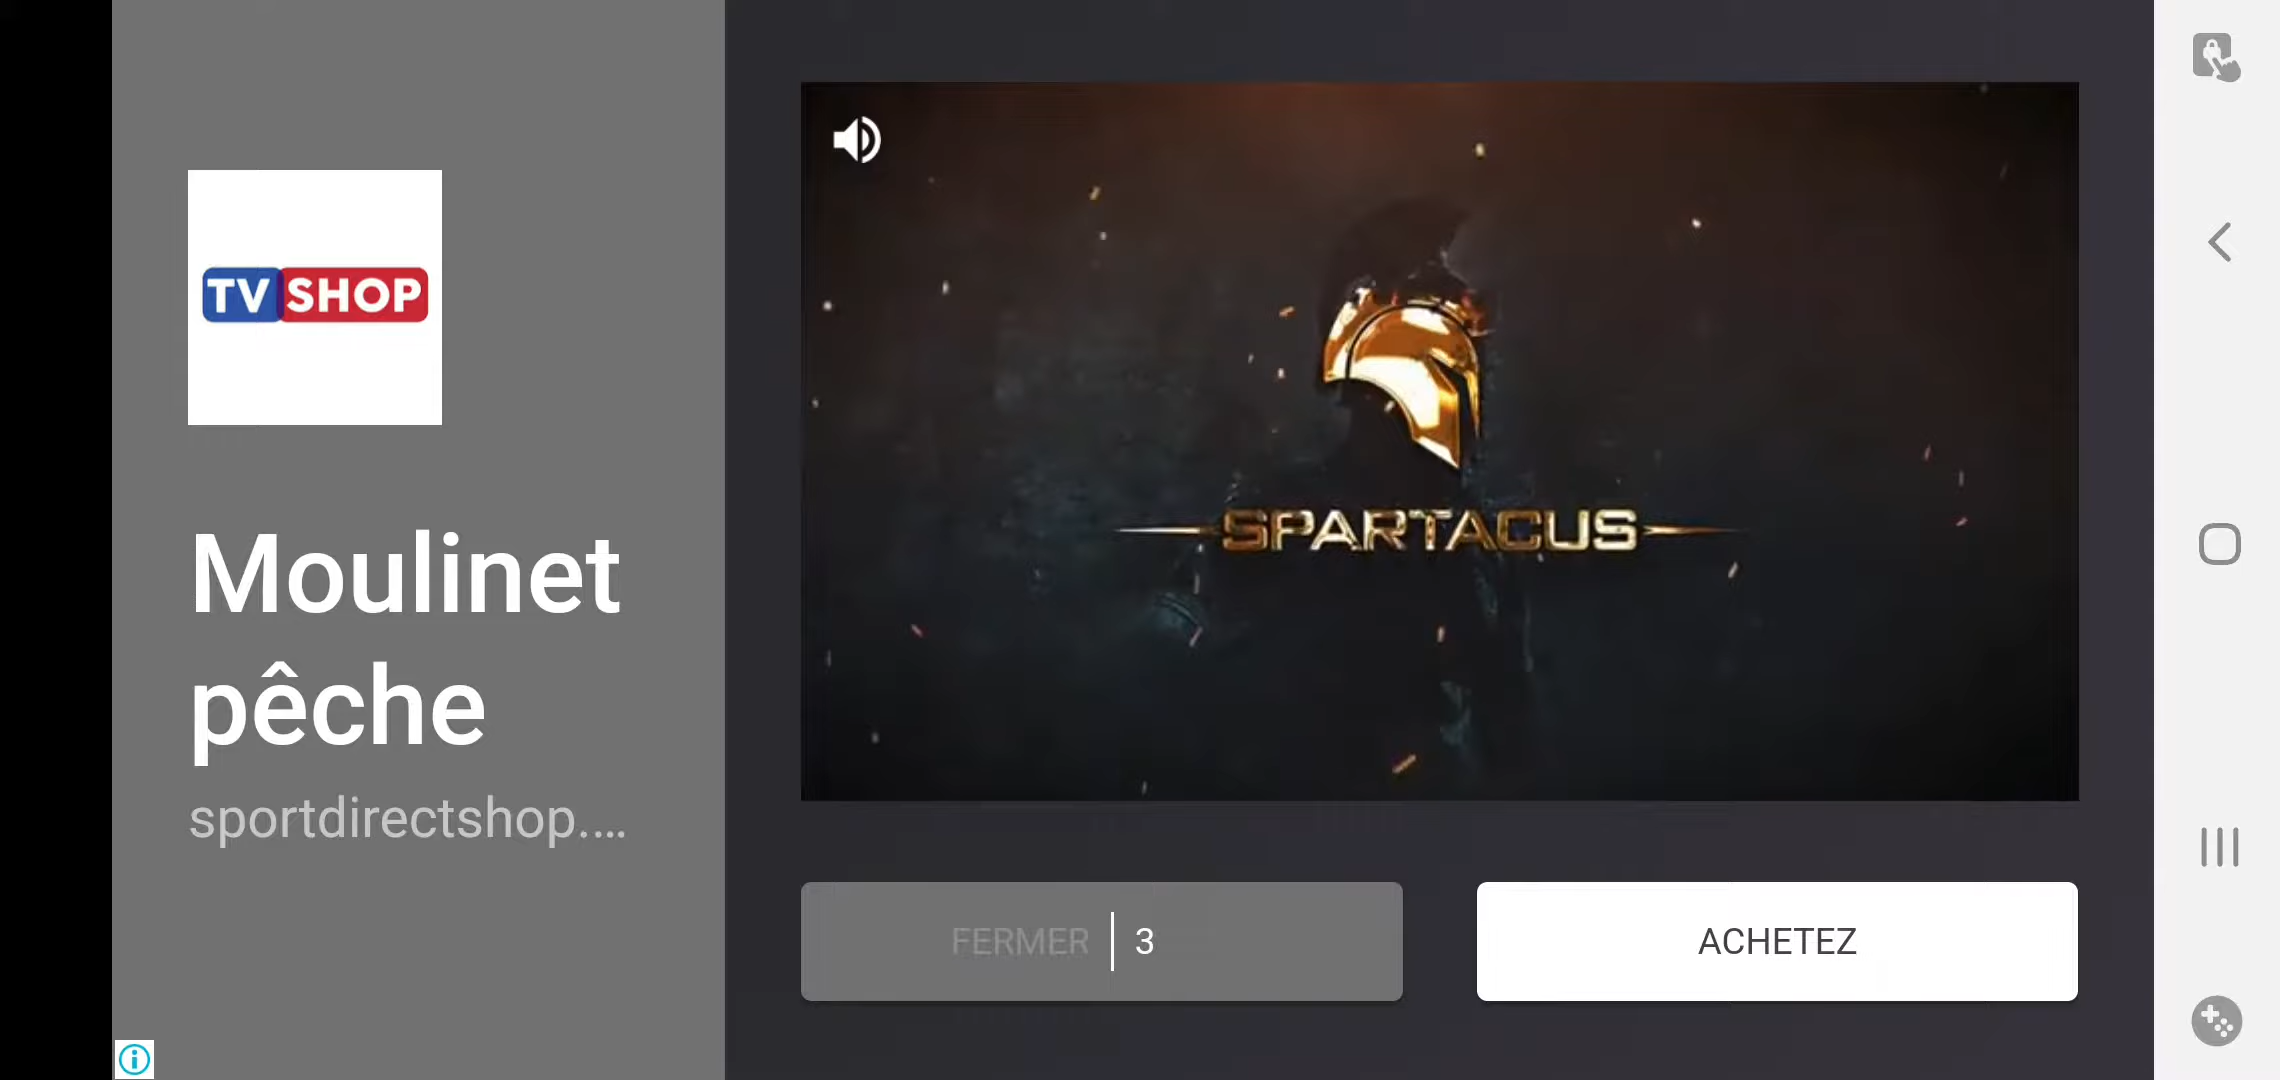 TV SHOP
Moulinet
pêche
sportdirectshop.…
SPARTACUS
FERMER | 3
ACHETEZ